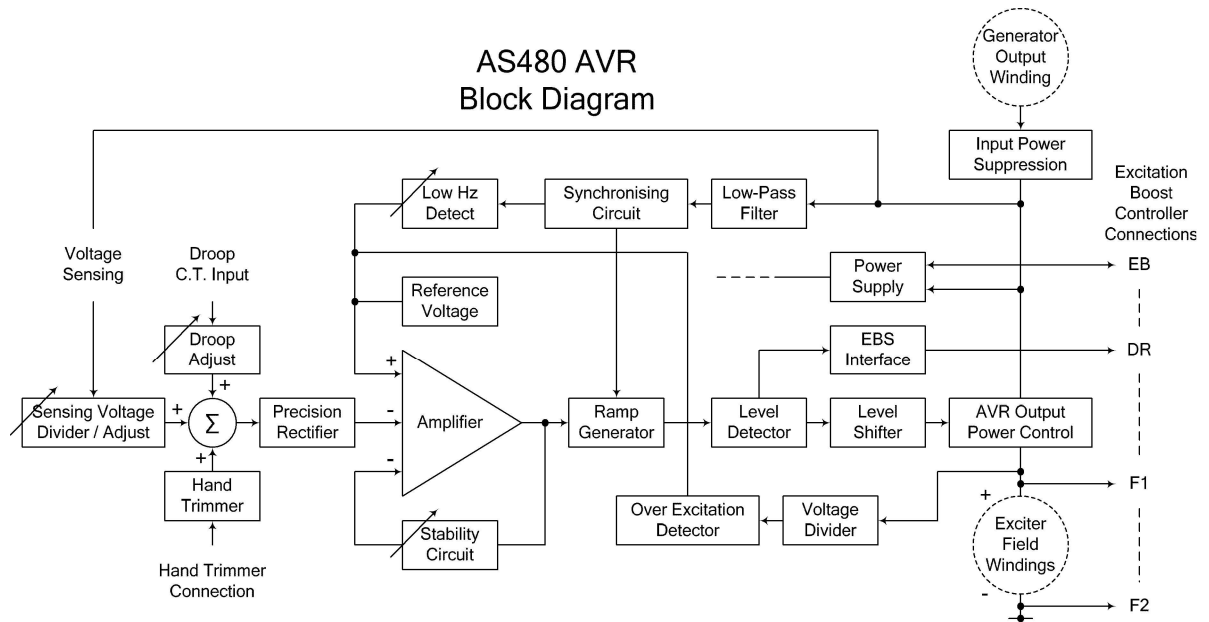 AS480 AVR
Block Diagram
Generator
Output
Winding
Input Power
Suppression
Excitation
Boost
Controller
Connections
Low Hz
Detect
Synchronising
Circuit
Low-Pass
Filter
Voltage
Sensing
Droop
C.T. Input
Power
Supply
EB
Reference
Voltage
Droop
Adjust
EBS
Interface
DR
+
+
Sensing Voltage
Divider / Adjust
+
Σ
Precision
Rectifier
-
Amplifier
Ramp
Generator
Level
Detector
Level
Shifter
AVR Output
Power Control
+
-
Hand
Trimmer
F1
+
Over Excitation
Detector
Voltage
Divider
Exciter
Field
Windings
Stability
Circuit
Hand Trimmer
Connection
-
F2